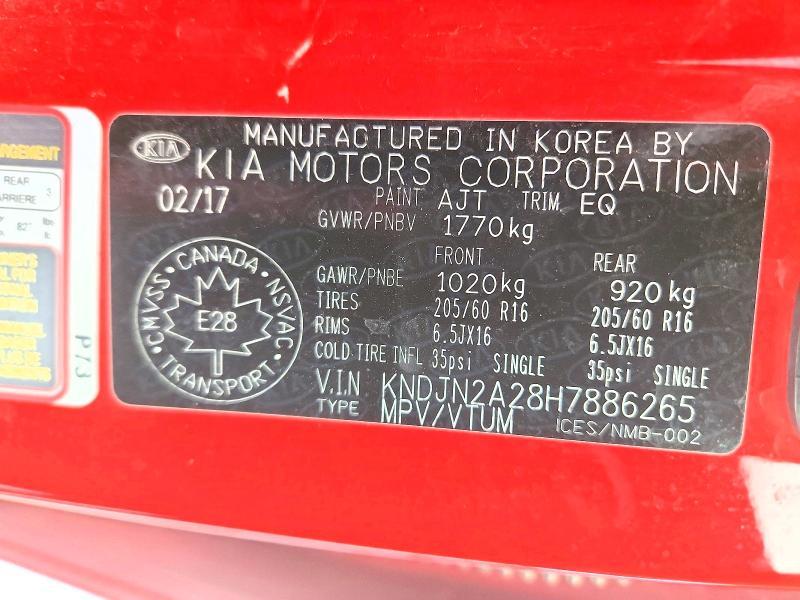 MANUFACTURED IN KOREA BY
KIA KIA MOTORS CORPORATION
02/17 PAINT AJT TRIM EQ
GVWR/PNBV 1770kg
FRONT REAR
GAWR/PNBE 1020kg 920kg
TIRES 205/60 R16 205/60 R16
RIMS 6.5JX16 6.5JX16
COLD TIRE INFL 35psi SINGLE 35psi SINGLE
V.I.N KNDJN2A28H7886265
TYPE MPV/VTUM ICES/NMB-002
CANADA
CMVSS NSVAC
E28
TRANSPORT
REAR 3
P73